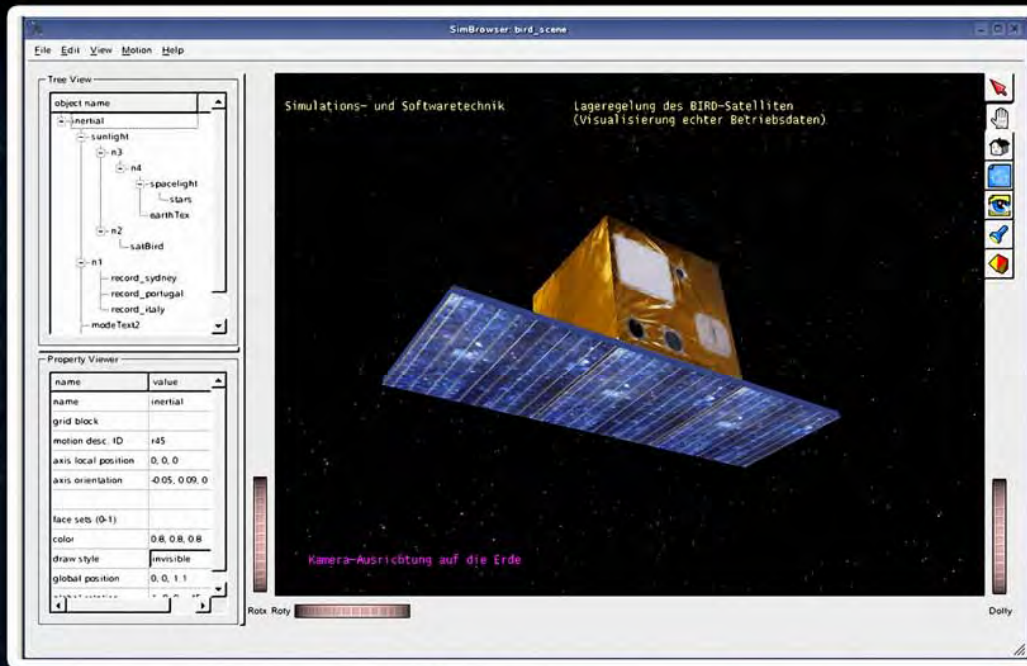 SimBrowser: bird_scene
File Edit View Motion Help
Tree View
object name
inertial
sunlight
n3
n4
spacelight
stars
earthTex
n2
satBird
n1
record_sydney
record_portugal
record_italy
modeText2
Property Viewer
name value
name inertial
grid block
motion desc. ID r45
axis local position 0, 0, 0
axis orientation -0.05, 0.09, 0
face sets (0-1)
color 0.8, 0.8, 0.8
draw style invisible
global position 0, 0, 1.1
Simulations- und Softwaretechnik
Lageregelung des BIRD-Satelliten
(Visualisierung echter Betriebsdaten)
Kamera-Ausrichtung auf die Erde
Rotx Roty
Dolly